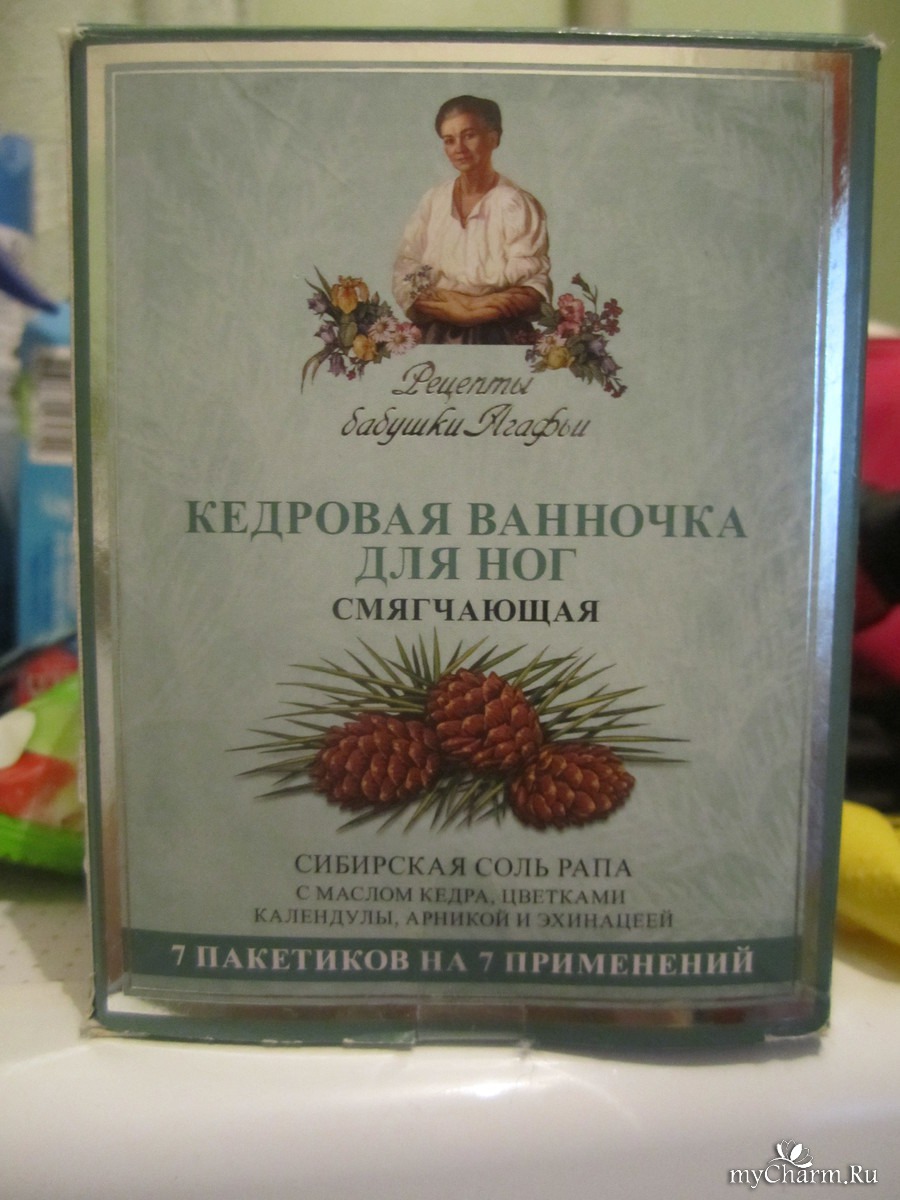 Рецепты
бабушки Агафьи
КЕДРОВАЯ ВАННОЧКА
ДЛЯ НОГ
СМЯГЧАЮЩАЯ
СИБИРСКАЯ СОЛЬ РАПА
С МАСЛОМ КЕДРА, ЦВЕТКАМИ
КАЛЕНДУЛЫ, АРНИКОЙ И ЭХИНАЦЕЕЙ
7 ПАКЕТИКОВ НА 7 ПРИМЕНЕНИЙ
myCharm.Ru